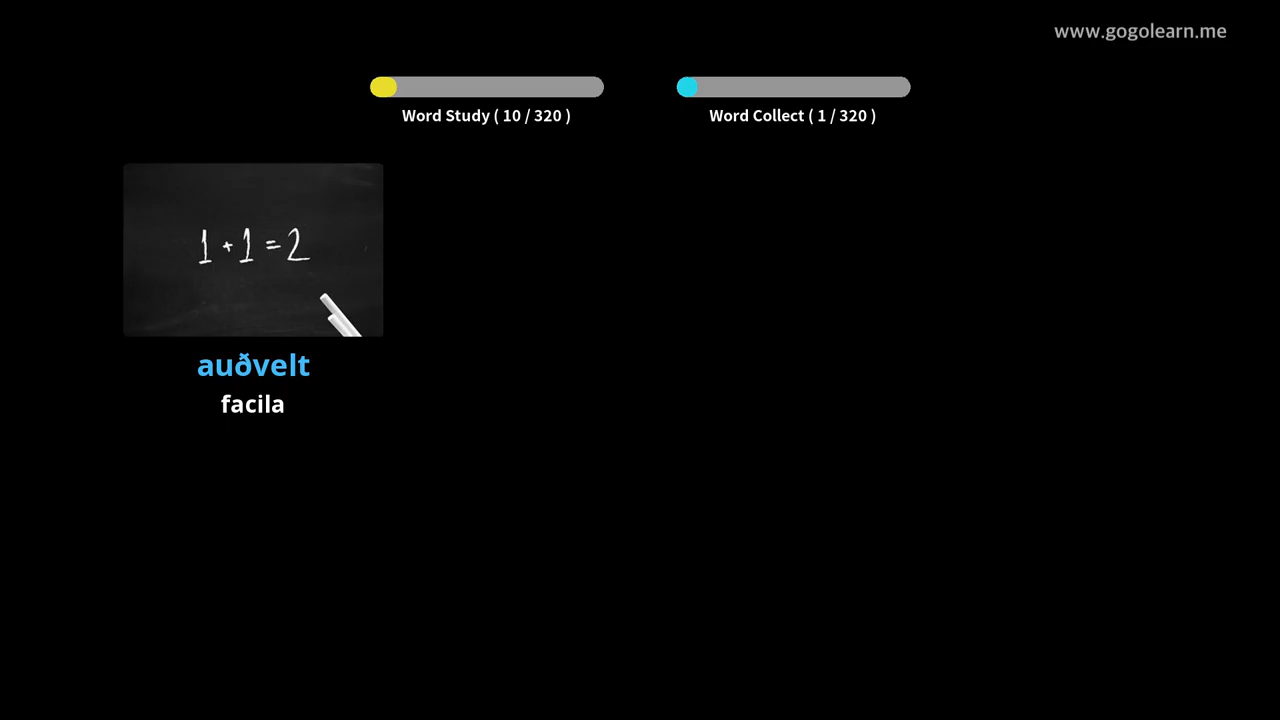 www.gogolearn.me
Word Study ( 10 / 320 )
Word Collect ( 1 / 320 )
1 + 1 = 2
auðvelt
facila